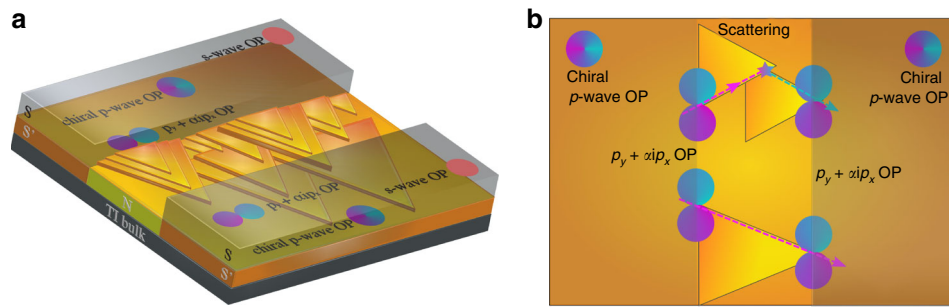 a
s-wave OP
chiral p-wave OP
py + αipx OP
S
S'
N
TI bulk
s-wave OP
py + αipx OP
chiral p-wave OP
S
S'
b
Scattering
Chiral
p-wave OP
Chiral
p-wave OP
py + αipx OP
py + αipx OP